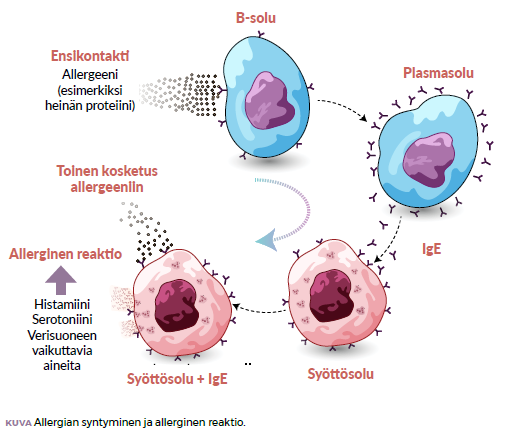 B-solu
Ensikontakti
Allergeeni
(esimerkiksi
heinän proteiini)
Plasmasolu
Toinen kosketus
allergeeniin
IgE
Allerginen reaktio
Histamiini
Serotoniini
Verisuoneen
vaikuttavia
aineita
Syöttösolu + IgE
Syöttösolu
KUVA Allergian syntyminen ja allerginen reaktio.